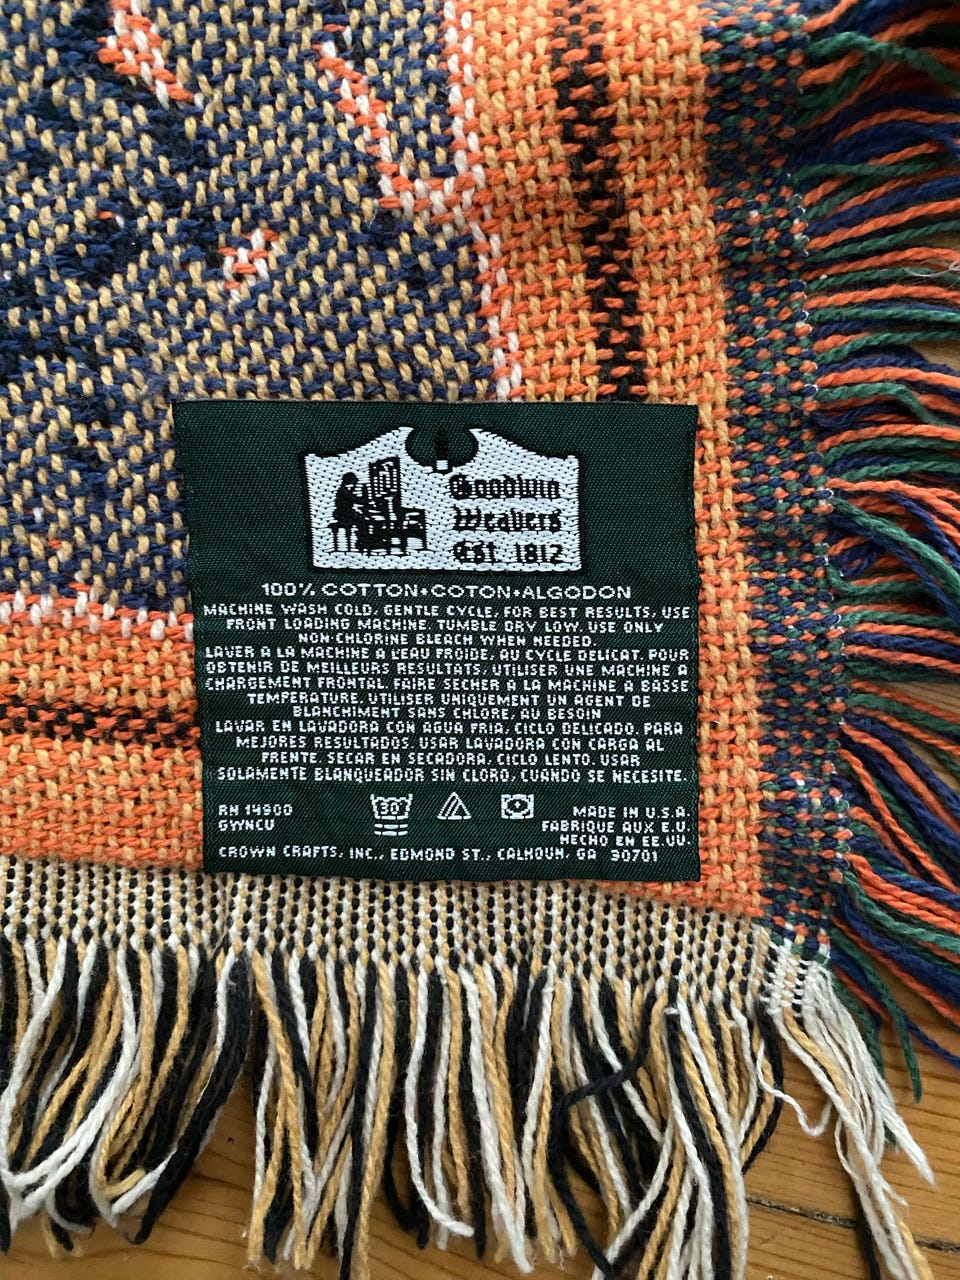 Goodwin
Weavers
Est. 1812
100% COTTON•COTON•ALGODON
MACHINE WASH COLD, GENTLE CYCLE, FOR BEST RESULTS, USE
FRONT LOADING MACHINE. TUMBLE DRY LOW. USE ONLY
NON-CHLORINE BLEACH WHEN NEEDED.
LAVER A LA MACHINE A L'EAU FROIDE, AU CYCLE DELICAT. POUR
OBTENIR DE MEILLEURS RESULTATS, UTILISER UNE MACHINE A
CHARGEMENT FRONTAL. FAIRE SECHER A LA MACHINE A BASSE
TEMPERATURE. UTILISER UNIQUEMENT UN AGENT DE
BLANCHIMENT SANS CHLORE, AU BESOIN
LAVAR EN LAVADORA CON AGUA FRIA, CICLO DELICADO. PARA
MEJORES RESULTADOS, USAR LAVADORA CON CARGA AL
FRENTE. SECAR EN SECADORA, CICLO LENTO. USAR
SOLAMENTE BLANQUEADOR SIN CLORO, CUANDO SE NECESITE.
30°
RN 14900
GWNCU
MADE IN U.S.A.
FABRIQUE AUX E.U.
HECHO EN EE.UU.
CROWN CRAFTS, INC., EDMOND ST., CALHOUN, GA 30701